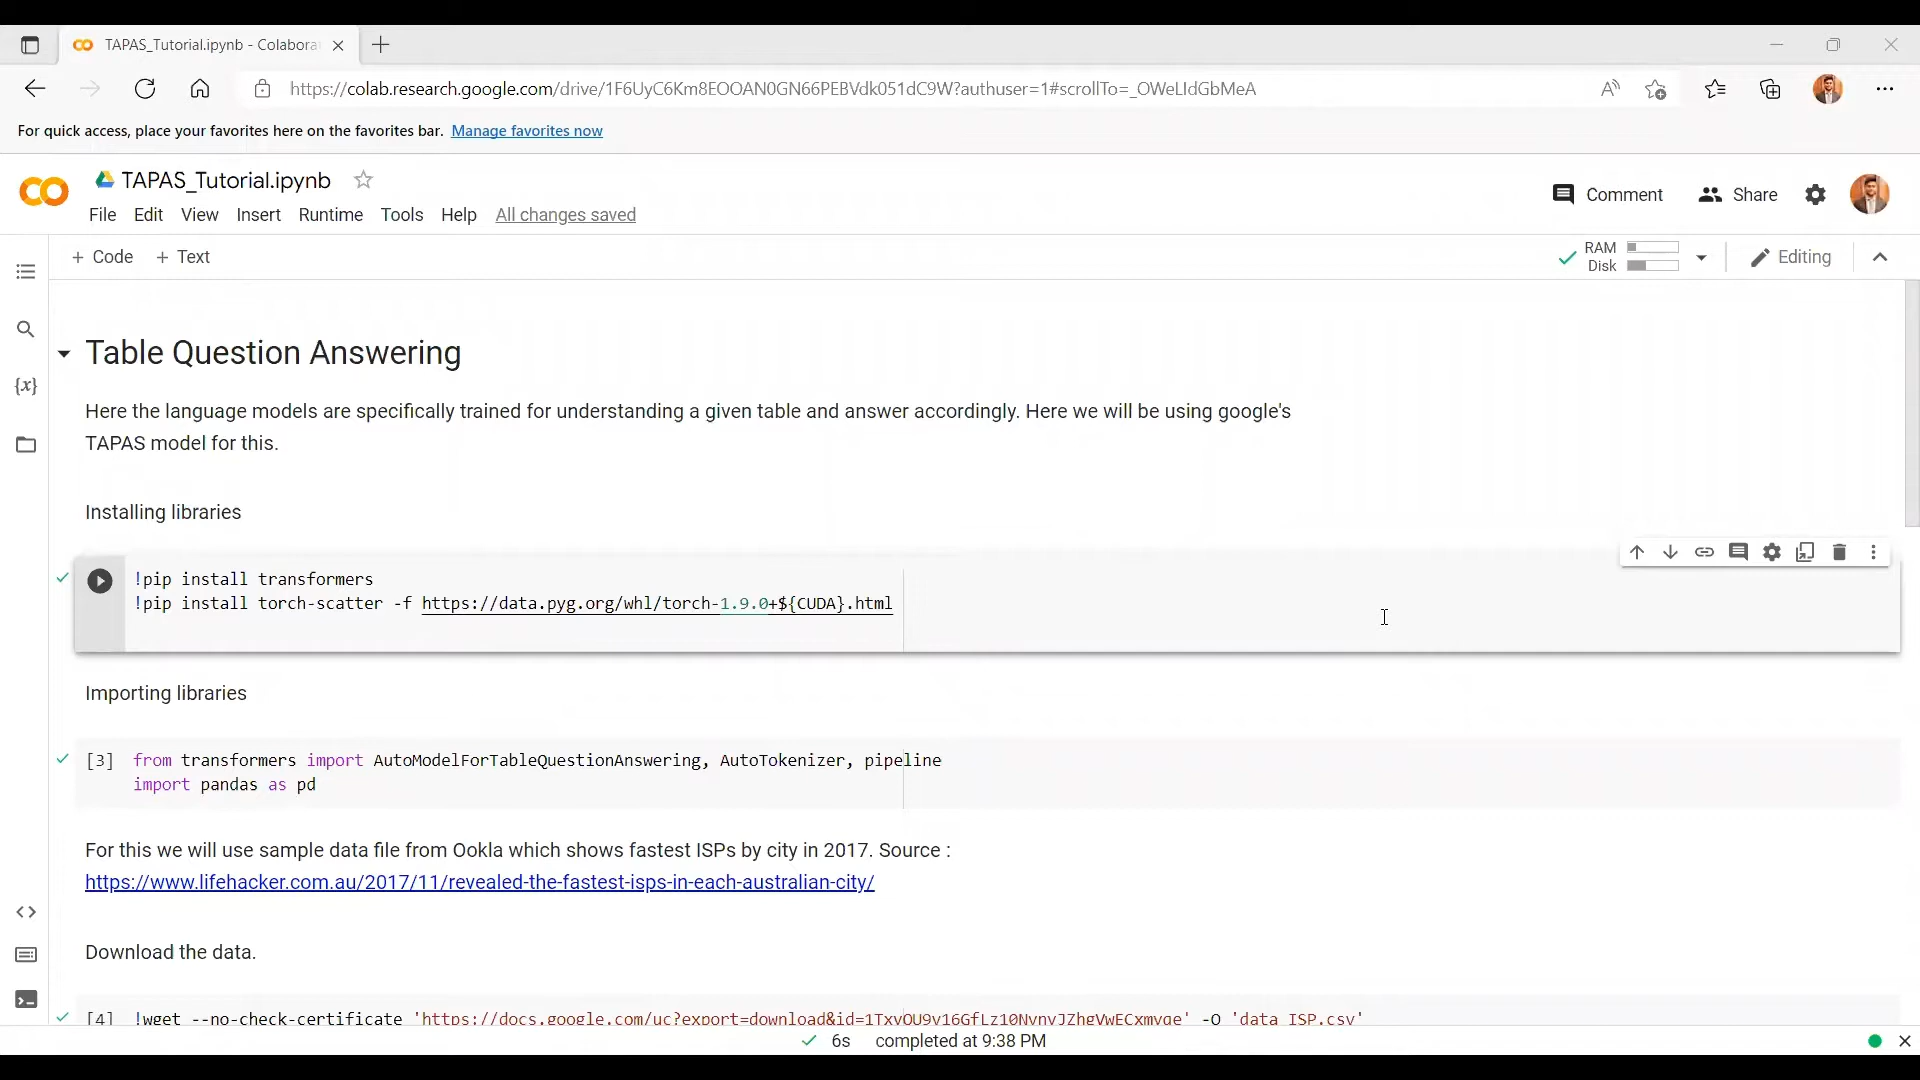 TAPAS_Tutorial.ipynb - Colabora
https://colab.research.google.com/drive/1F6UyC6Km8EOOAN0GN66PEBVdk051dC9W?authuser=1#scrollTo=_OWeLIdGbMeA
For quick access, place your favorites here on the favorites bar. Manage favorites now
TAPAS_Tutorial.ipynb
File Edit View Insert Runtime Tools Help All changes saved
Comment Share
+ Code + Text
RAM
Disk
Editing
Table Question Answering
Here the language models are specifically trained for understanding a given table and answer accordingly. Here we will be using google's
TAPAS model for this.
Installing libraries
!pip install transformers
!pip install torch-scatter -f https://data.pyg.org/whl/torch-1.9.0+${CUDA}.html
Importing libraries
[3] from transformers import AutoModelForTableQuestionAnswering, AutoTokenizer, pipeline
import pandas as pd
For this we will use sample data file from Ookla which shows fastest ISPs by city in 2017. Source :
https://www.lifehacker.com.au/2017/11/revealed-the-fastest-isps-in-each-australian-city/
Download the data.
[4] !wget --no-check-certificate -O 'data_ISP.csv'
6s completed at 9:38 PM